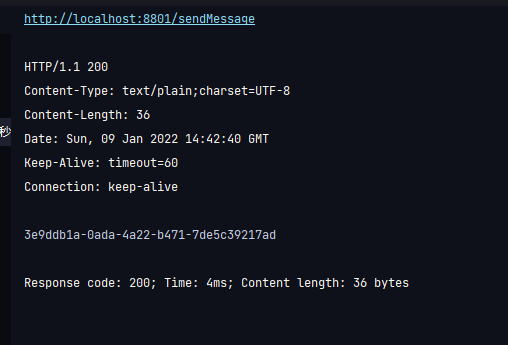 http://localhost:8801/sendMessage
HTTP/1.1 200
Content-Type: text/plain;charset=UTF-8
Content-Length: 36
Date: Sun, 09 Jan 2022 14:42:40 GMT
秒
Keep-Alive: timeout=60
Connection: keep-alive
3e9ddb1a-0ada-4a22-b471-7de5c39217ad
Response code: 200; Time: 4ms; Content length: 36 bytes